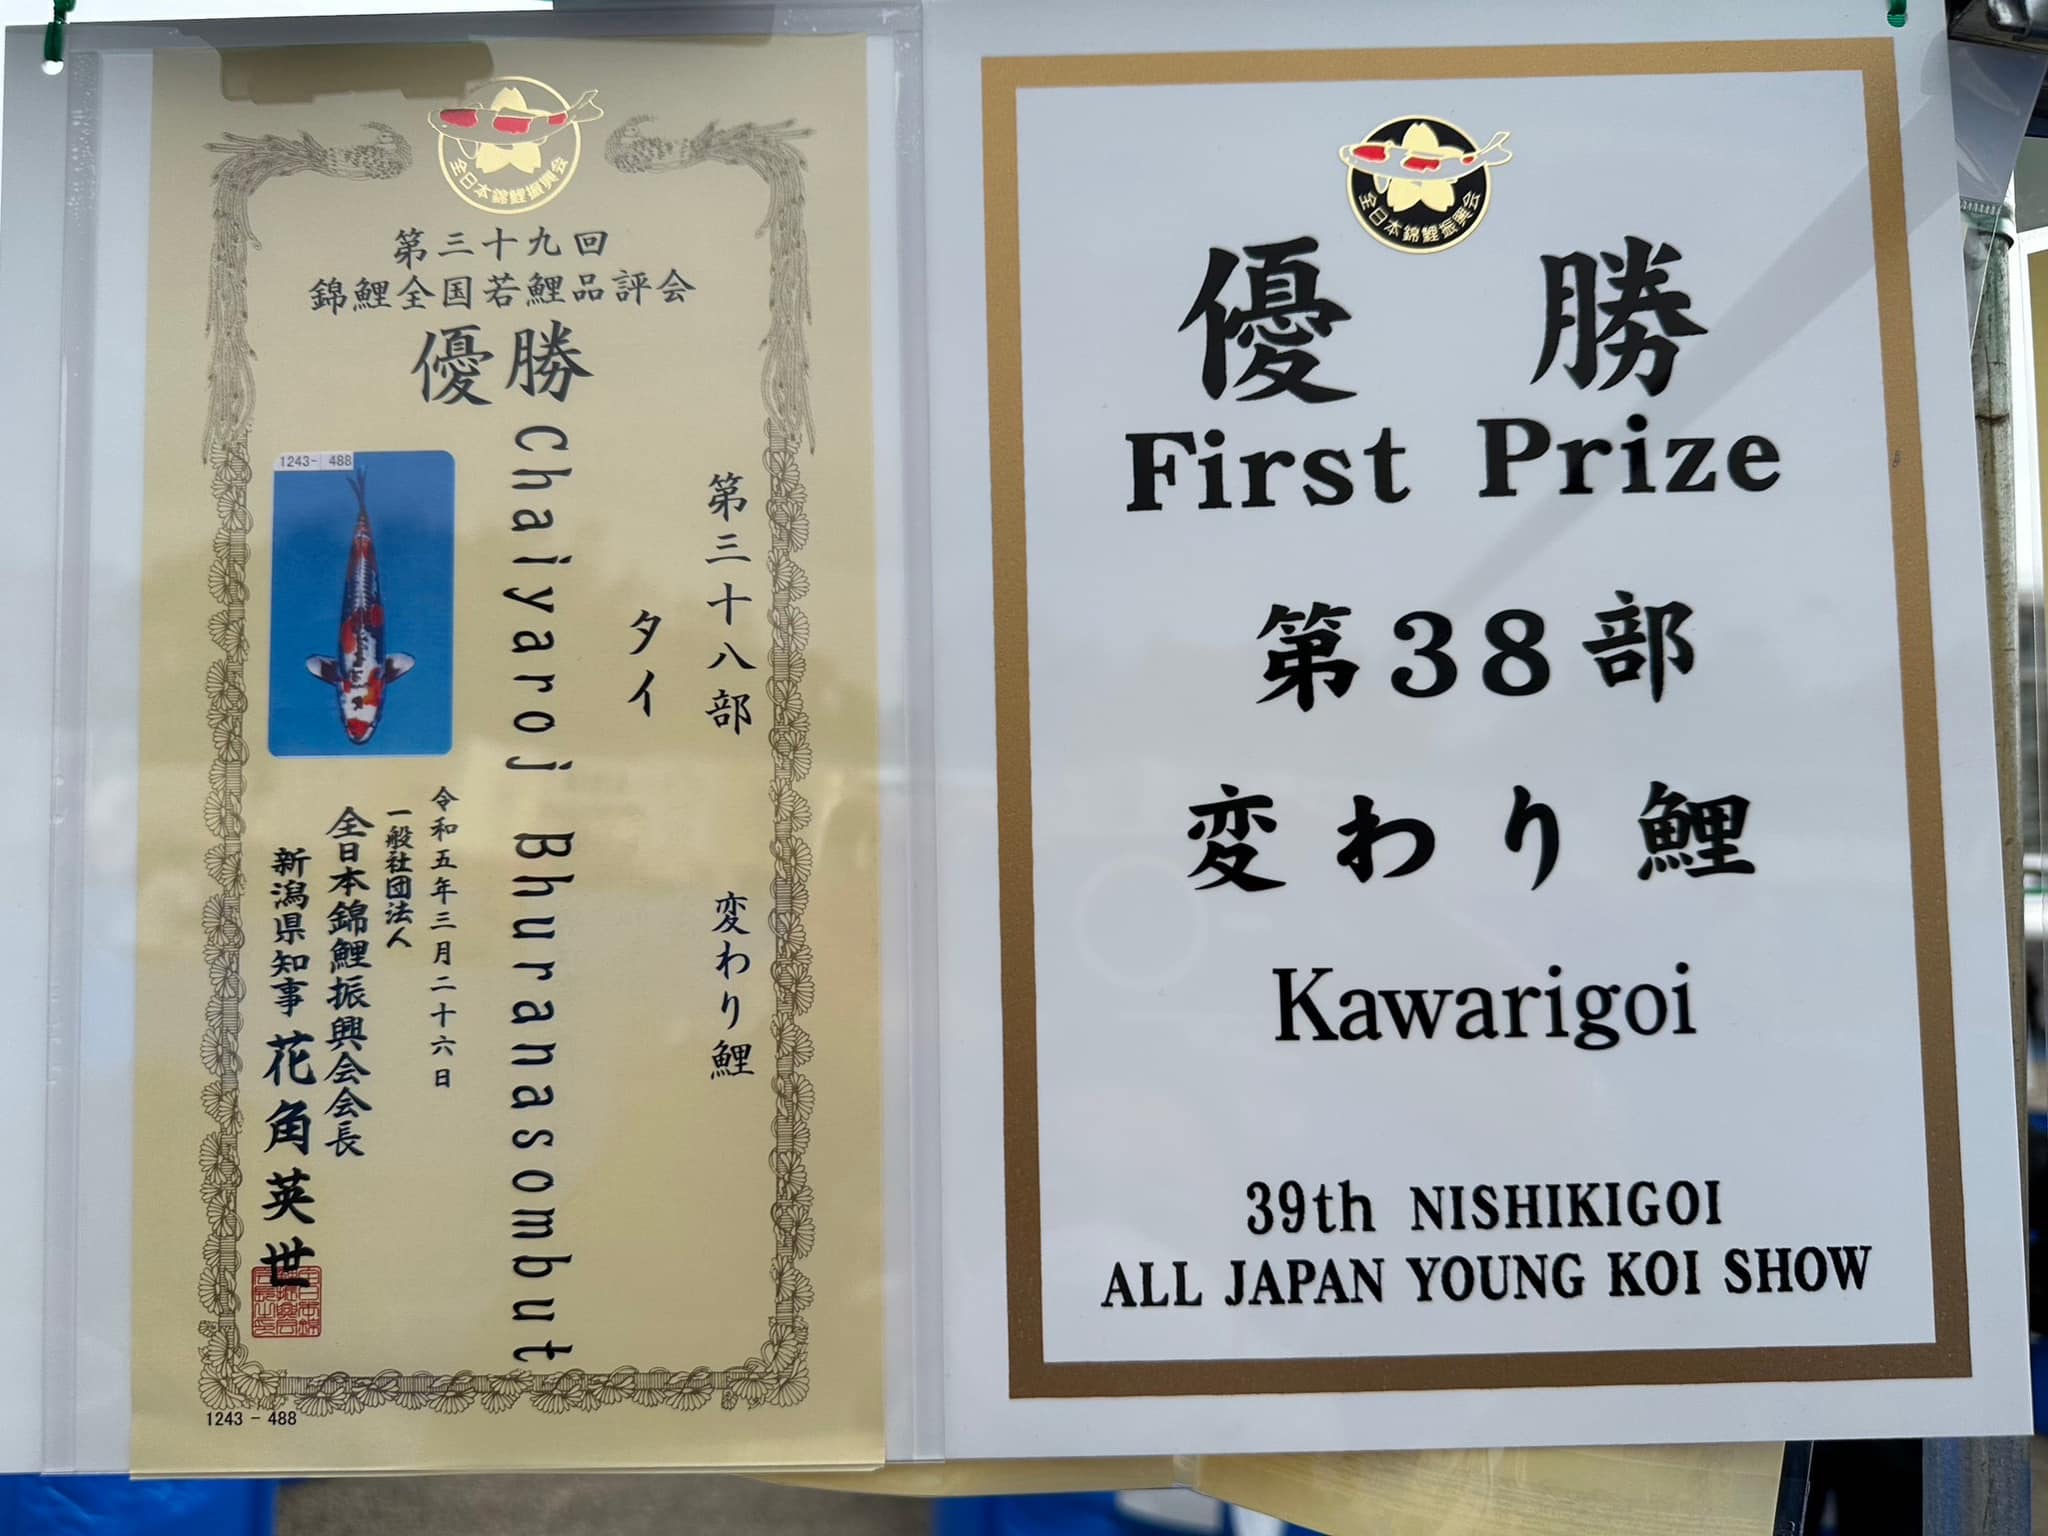 全日本錦鯉振興会
第三十九回
錦鯉全国若鯉品評会
優勝
第三十八部 変わり鯉
タイ
Chaiyaroj Bhuranasombut
1243- 488
令和五年三月二十六日
一般社団法人
全日本錦鯉振興会会長
新潟県知事 花角英世
1243 - 488
全日本錦鯉振興会
優勝
First Prize
第38部
変わり鯉
Kawarigoi
39th NISHIKIGOI
ALL JAPAN YOUNG KOI SHOW